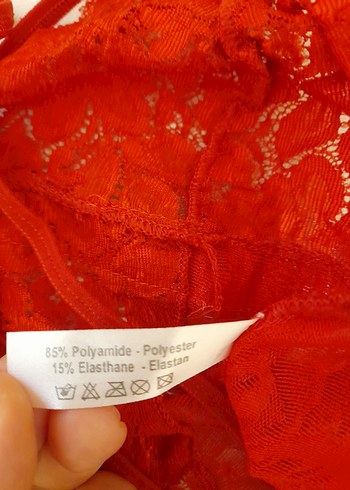 85% Polyamide - Polyester
15% Elasthane - Elastan